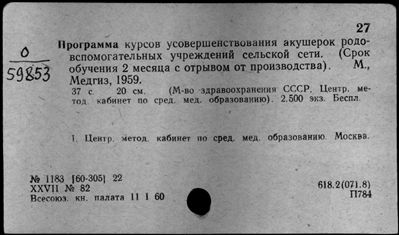 27
О
59853
Программа курсов усовершенствования акушерок родо-
вспомогательных учреждений сельской сети. (Срок
обучения 2 месяца с отрывом от производства). М.,
Медгиз, 1959.
37 с. 20 см. (М-во здравоохранения СССР. Центр. ме-
тод. кабинет по сред. мед. образованию). 2.500 экз. Беспл.
1. Центр. метод. кабинет по сред. мед. образованию. Москва.
№ 1183 [60-305] 22
XXVII № 82
Всесоюз. кн. палата 11 I 60
618.2(071.8)
П784